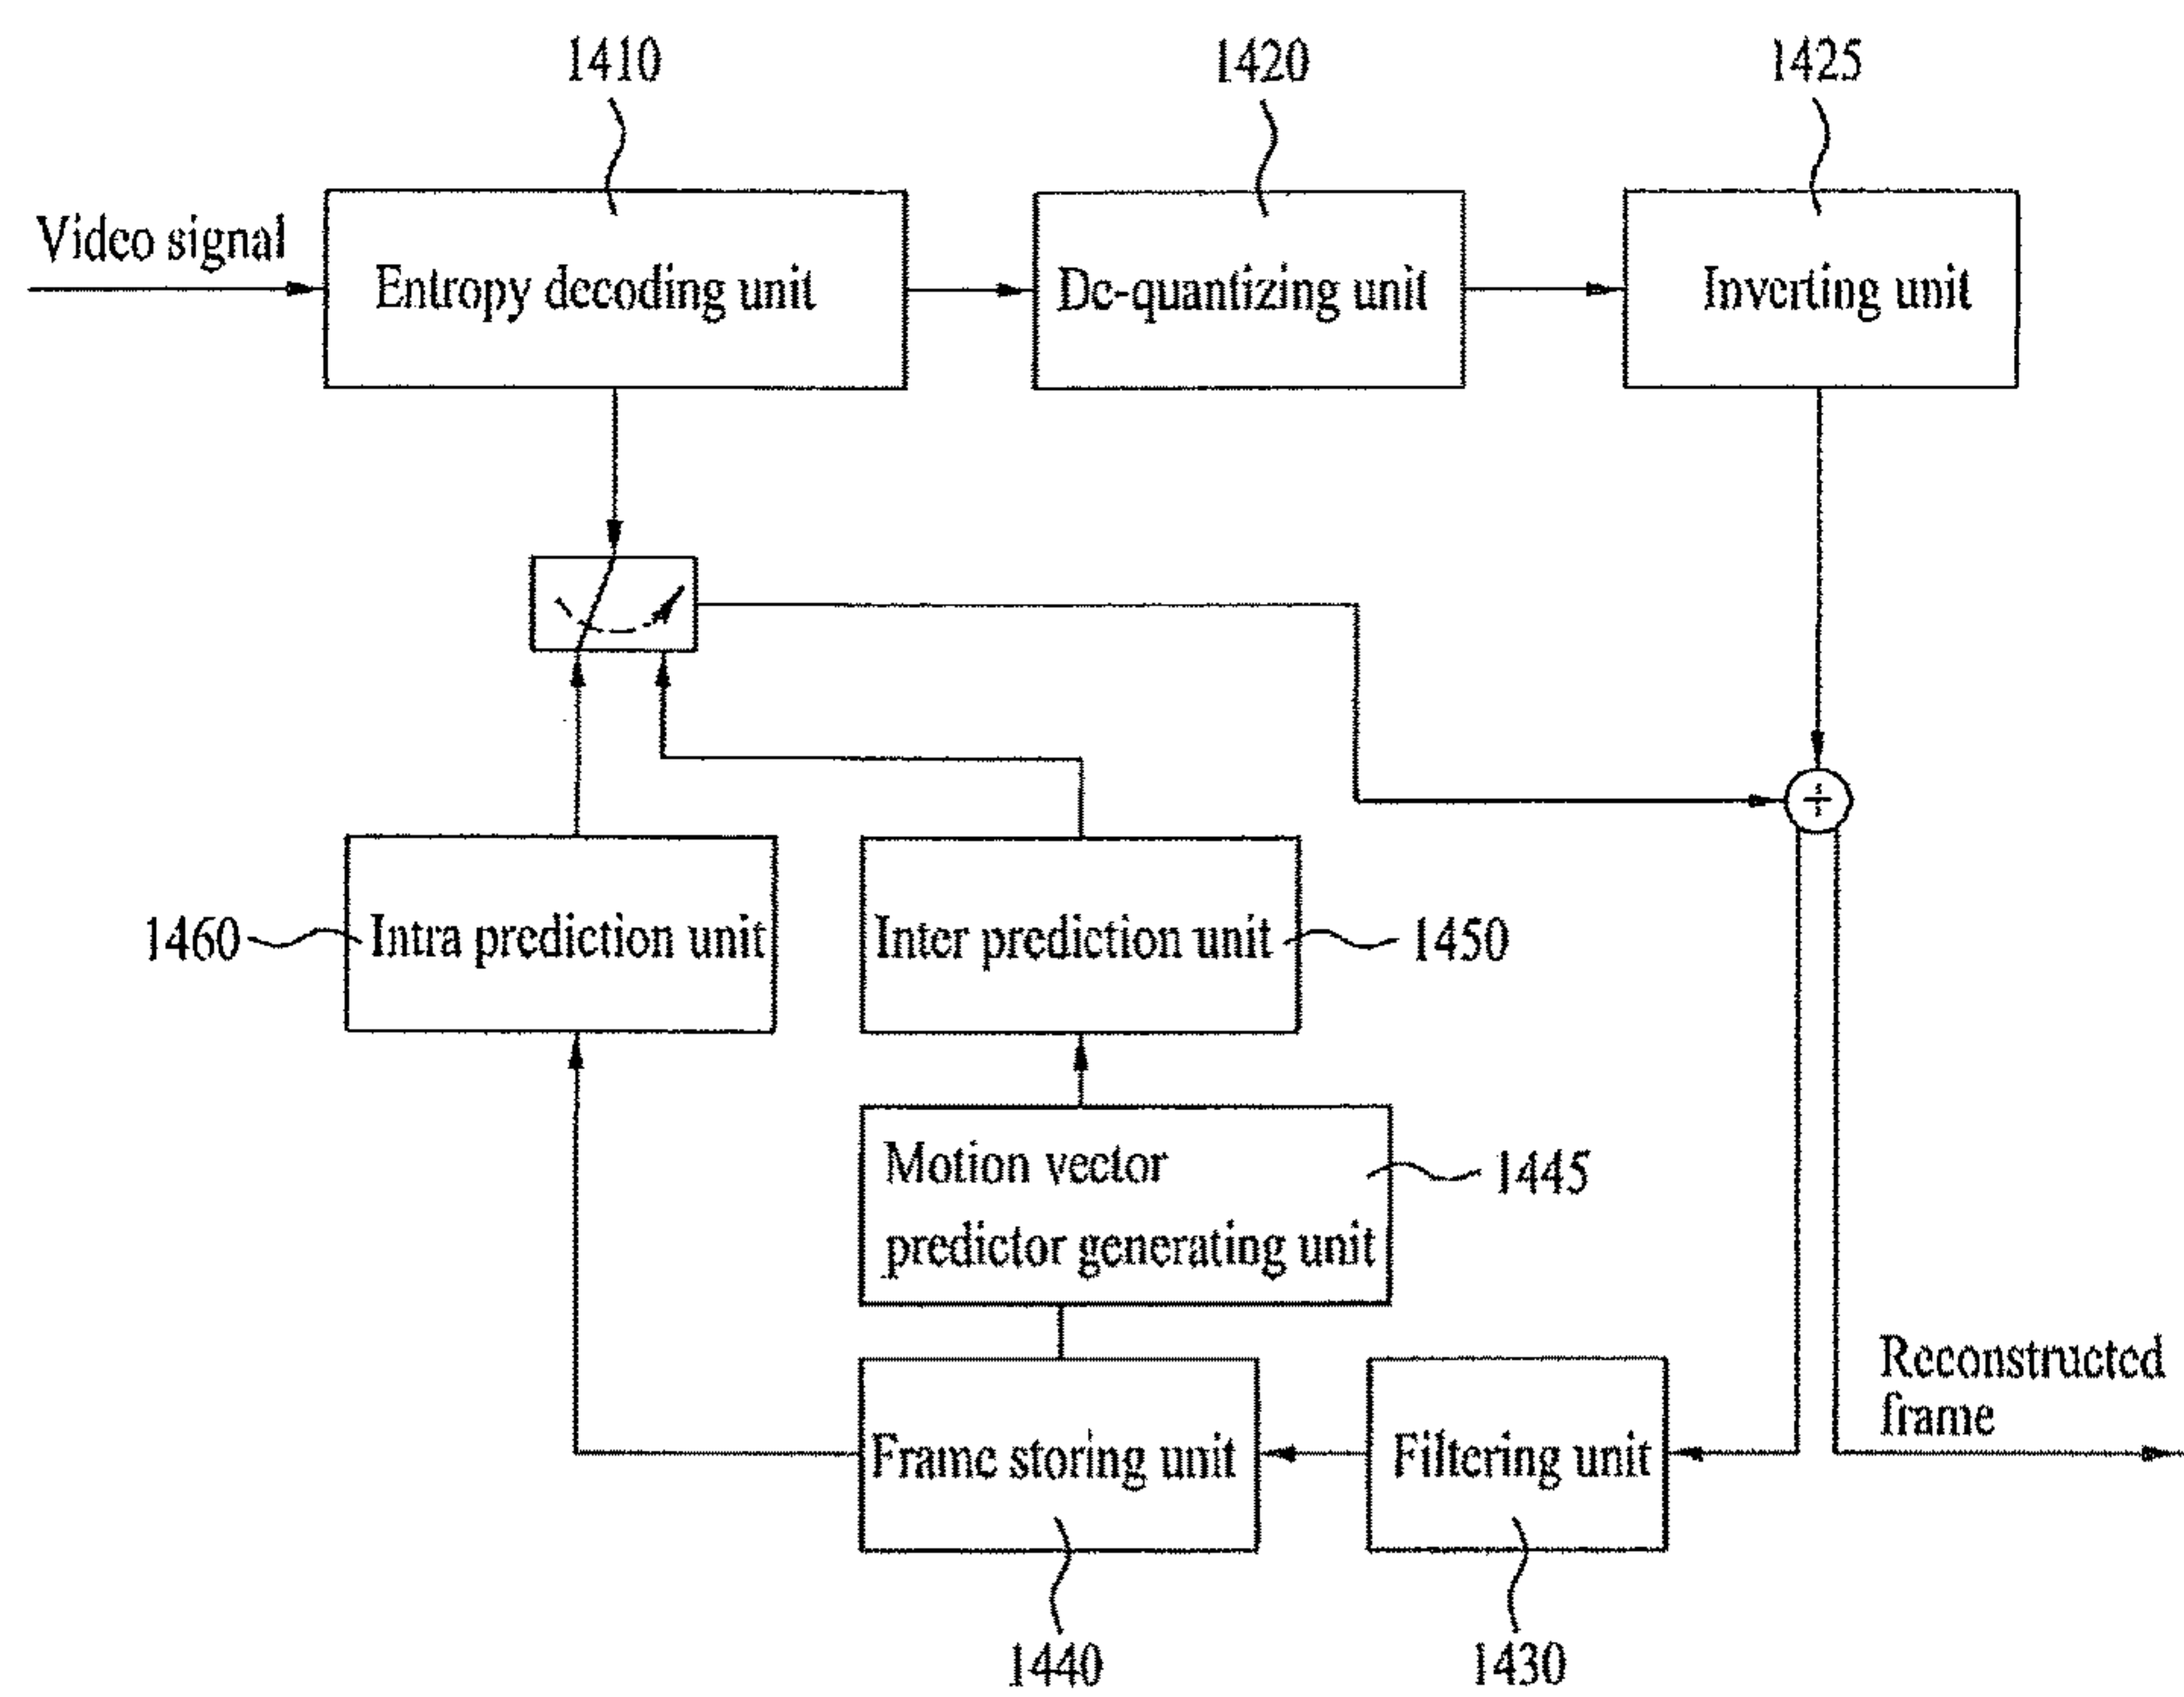 1410
1420
1425
Video signal
Entropy decoding unit
De-quantizing unit
Inverting unit
+
1460
Intra prediction unit
Inter prediction unit
1450
Motion vector
predictor generating unit
1445
Reconstructed
frame
Frame storing unit
Filtering unit
1440
1430